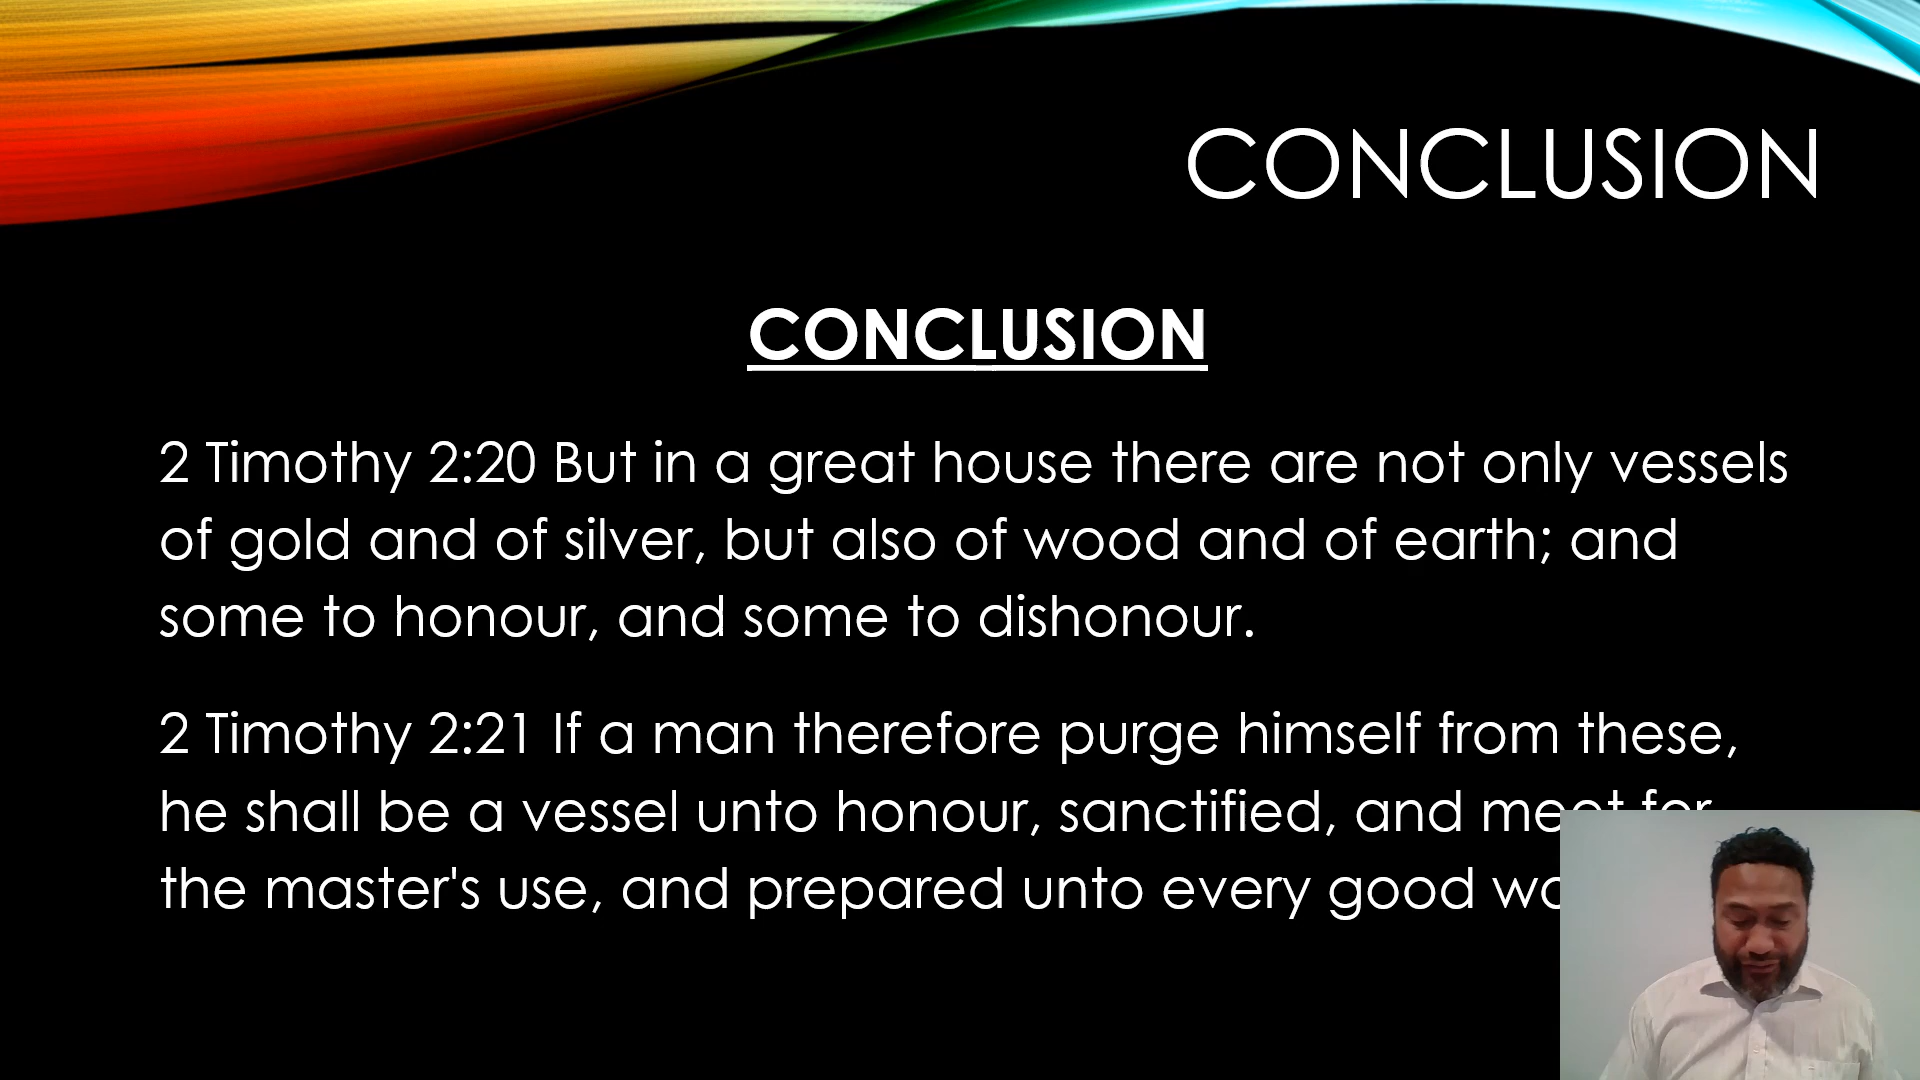 CONCLUSION
CONCLUSION
2 Timothy 2:20 But in a great house there are not only vessels
of gold and of silver, but also of wood and of earth; and
some to honour, and some to dishonour.
2 Timothy 2:21 If a man therefore purge himself from these,
he shall be a vessel unto honour, sanctified, and meet for
the master's use, and prepared unto every good